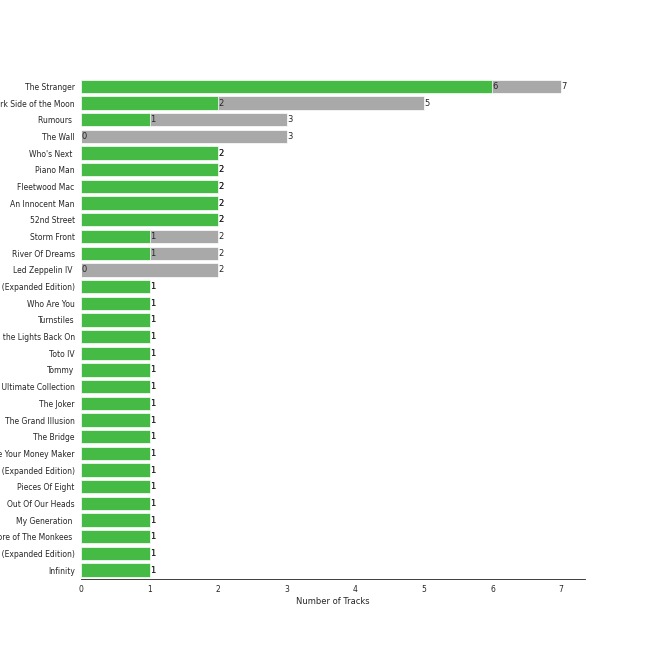 The Stranger 6 7
rk Side of the Moon 2 5
Rumours 1 3
The Wall 0 3
Who's Next 2
Piano Man 2
Fleetwood Mac 2
An Innocent Man 2
52nd Street 2
Storm Front 1 2
River Of Dreams 1 2
Led Zeppelin IV 0 2
(Expanded Edition) 1
Who Are You 1
Turnstiles 1
the Lights Back On 1
Toto IV 1
Tommy 1
Ultimate Collection 1
The Joker 1
The Grand Illusion 1
The Bridge 1
e Your Money Maker 1
(Expanded Edition) 1
Pieces Of Eight 1
Out Of Our Heads 1
My Generation 1
ore of The Monkees 1
(Expanded Edition) 1
Infinity 1
0 1 2 3 4 5 6 7
Number of Tracks